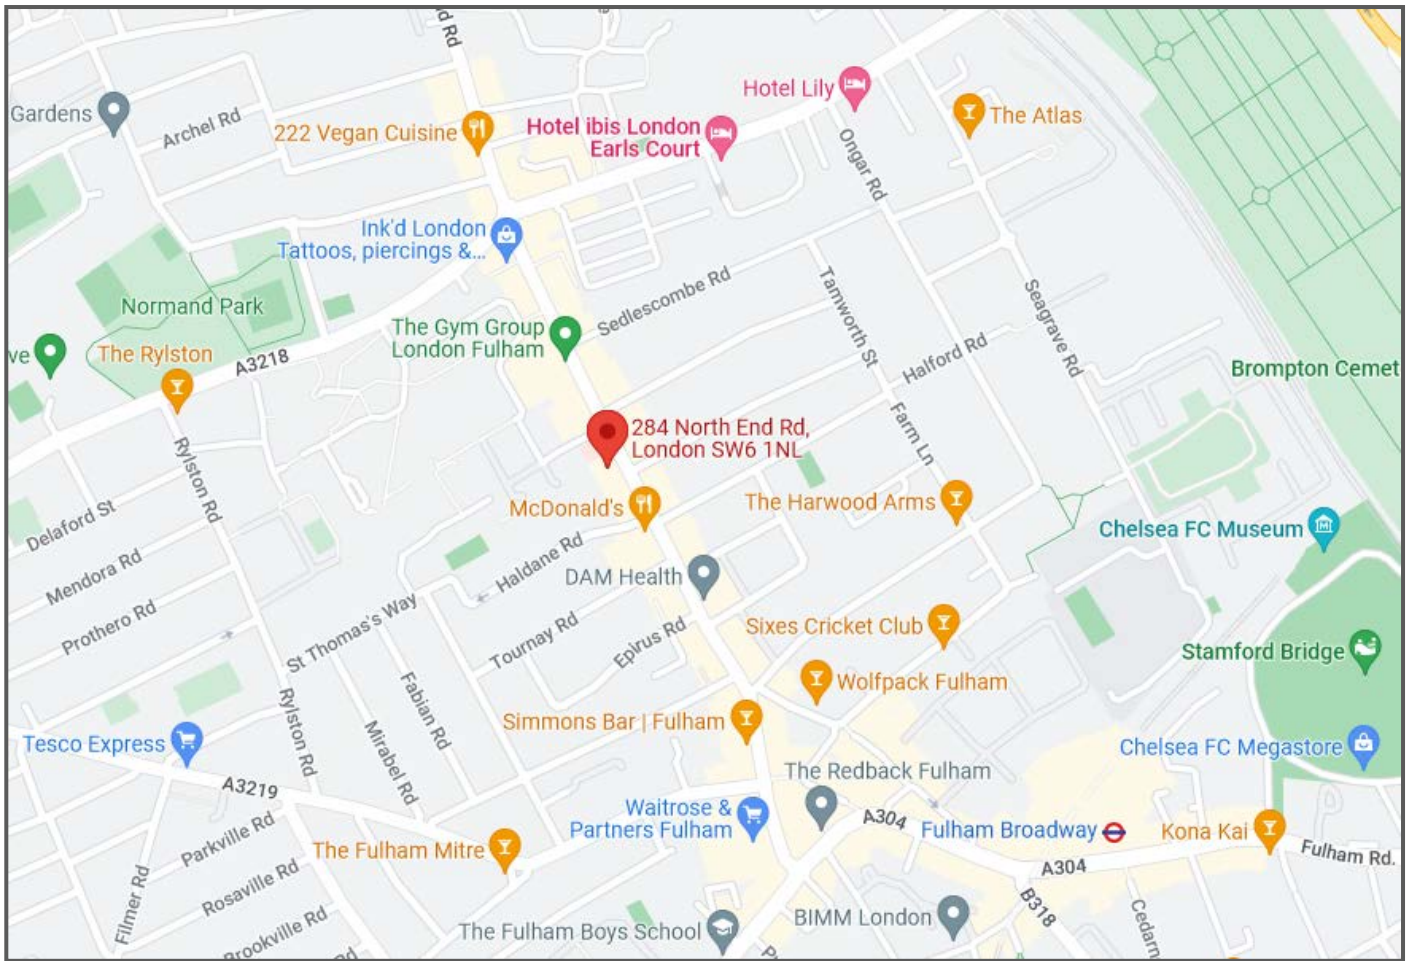 d Rd
Hotel Lily
Gardens
Archel Rd
The Atlas
222 Vegan Cuisine
Hotel ibis London
Earls Court
Ongar Rd
Ink'd London
Tattoos, piercings &...
Sedlescombe Rd
Tamworth St
Seagrave Rd
Normand Park
The Gym Group
London Fulham
Halford Rd
ve
The Rylston
A3218
Brompton Cemet
284 North End Rd,
London SW6 1NL
Farm Ln
Rylston Rd
McDonald's
The Harwood Arms
Delaford St
Chelsea FC Museum
Haldane Rd
Mendora Rd
DAM Health
Prothero Rd
St Thomas's Way
Tournay Rd
Epirus Rd
Sixes Cricket Club
Stamford Bridge
Wolfpack Fulham
Fabian Rd
Rylston Rd
Mirabel Rd
Simmons Bar | Fulham
Tesco Express
Chelsea FC Megastore
The Redback Fulham
A3219
Waitrose &
Partners Fulham
A304
Fulham Broadway
Kona Kai
Parkville Rd
The Fulham Mitre
A304
Fulham Rd.
Rosaville Rd
Filmer Rd
B318
Cedarn
BIMM London
The Fulham Boys School
Brookville Rd
Rd